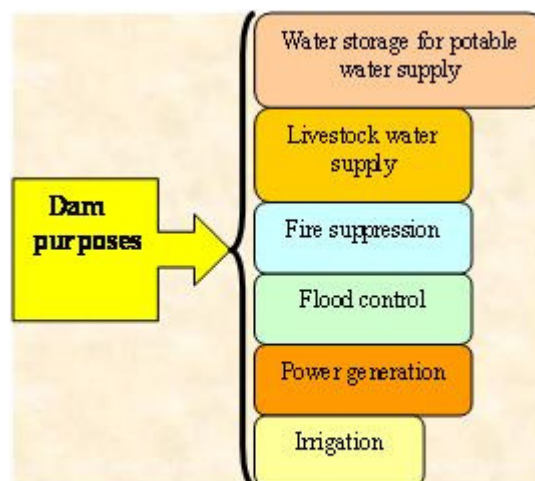 Dam
purposes
Water storage for potable
water supply
Livestock water
supply
Fire suppression
Flood control
Power generation
Irrigation